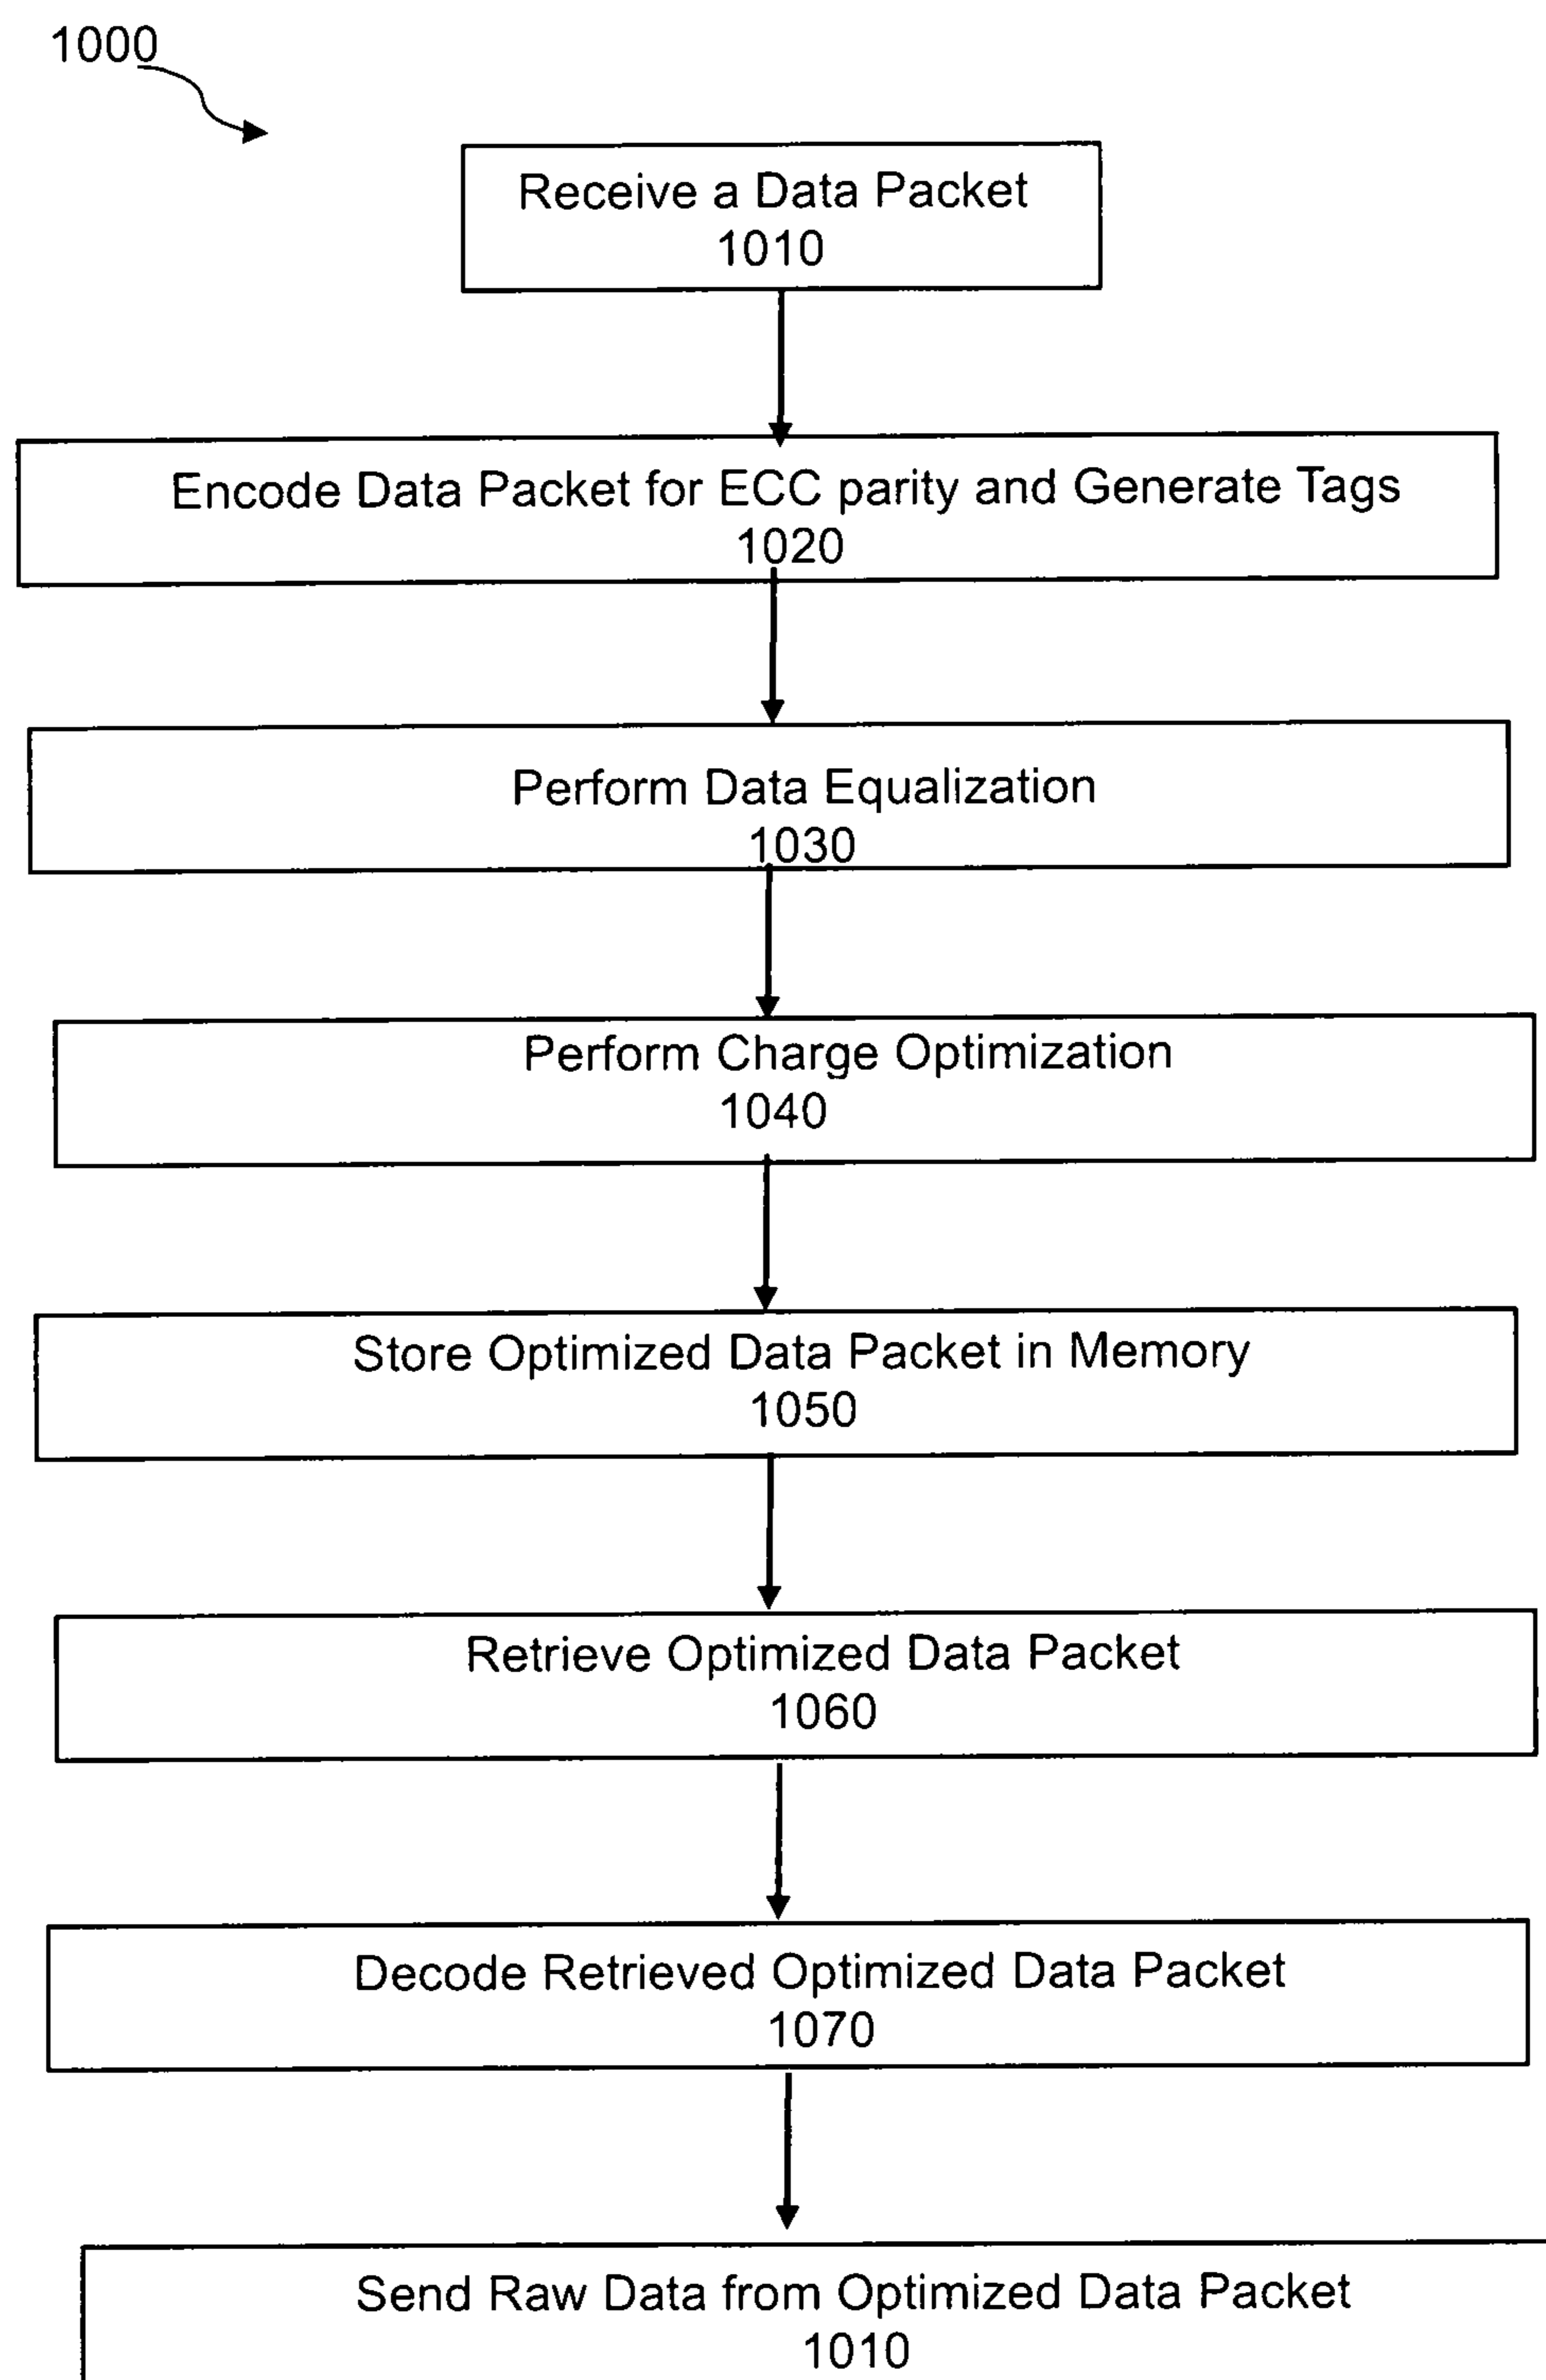 1000
Receive a Data Packet
1010
Encode Data Packet for ECC parity and Generate Tags
1020
Perform Data Equalization
1030
Perform Charge Optimization
1040
Store Optimized Data Packet in Memory
1050
Retrieve Optimized Data Packet
1060
Decode Retrieved Optimized Data Packet
1070
Send Raw Data from Optimized Data Packet
1010